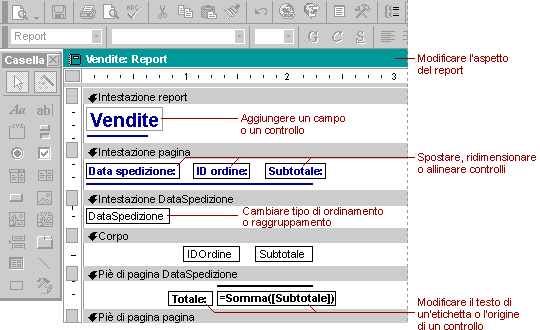 Report
G C S
Casella
Vendite: Report
Modificare l'aspetto
del report
1 2 3
Aa ab|
Intestazione report
Vendite
Aggiungere un campo
o un controllo
Intestazione pagina
Spostare, ridimensionare
o allineare controlli
Data spedizione: ID ordine: Subtotale:
Intestazione DataSpedizione
DataSpedizione
Cambiare tipo di ordinamento
o raggruppamento
Corpo
IDOrdine Subtotale
Piè di pagina DataSpedizione
Totale: =Somma([Subtotale])
Modificare il testo di
un'etichetta o l'origine
di un controllo
Piè di pagina pagina